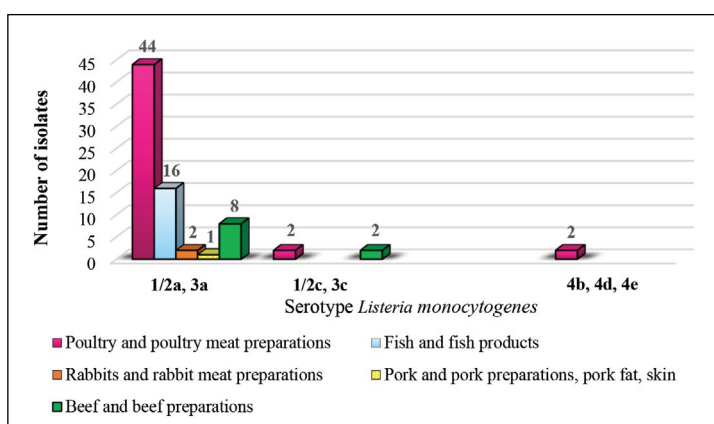 44
45
40
35
30
25
20
15
10
5
0
Number of isolates
16
2
1
8
2
2
2
1/2a, 3a
1/2c, 3c
4b, 4d, 4e
Serotype Listeria monocytogenes
Poultry and poultry meat preparations
Fish and fish products
Rabbits and rabbit meat preparations
Pork and pork preparations, pork fat, skin
Beef and beef preparations